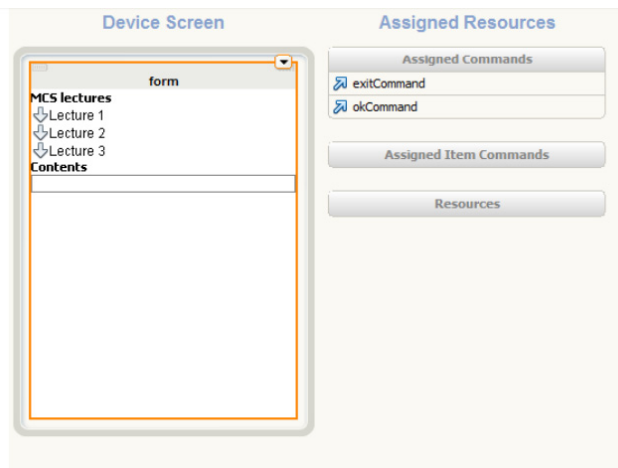 Device Screen
Assigned Resources
form
MCS lectures
Lecture 1
Lecture 2
Lecture 3
Contents
Assigned Commands
exitCommand
okCommand
Assigned Item Commands
Resources